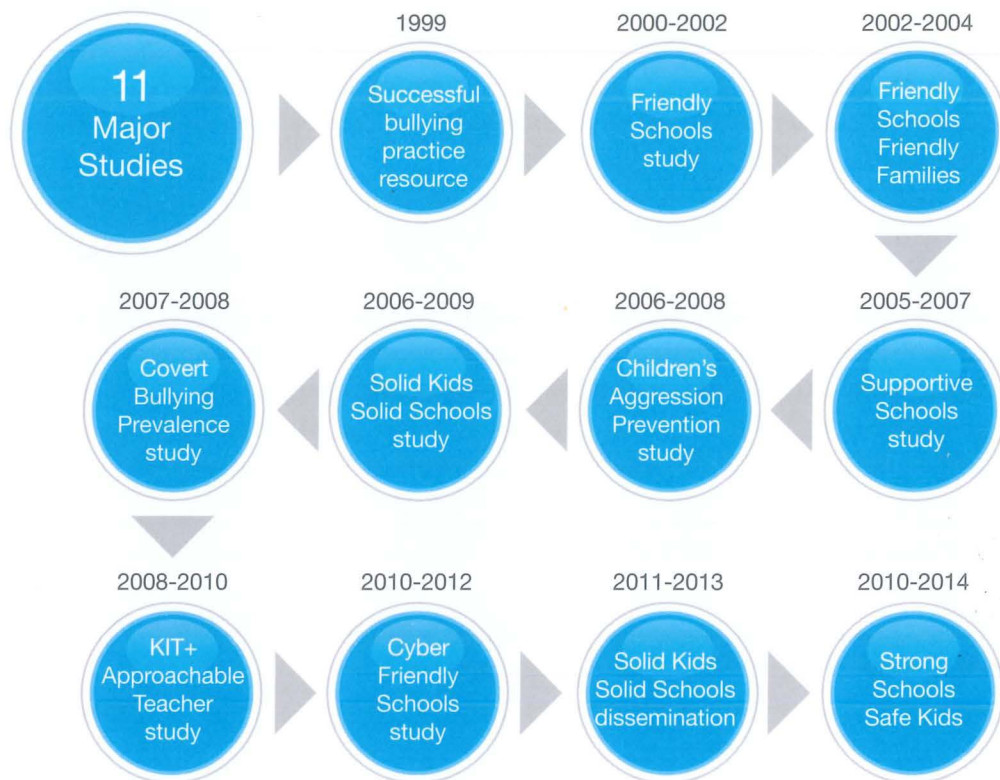 11
Major
Studies
1999
Successful
bullying
practice
resource
2000-2002
Friendly
Schools
study
2002-2004
Friendly
Schools
Friendly
Families
2005-2007
Supportive
Schools
study
2006-2008
Children's
Aggression
Prevention
study
2006-2009
Solid Kids
Solid Schools
study
2007-2008
Covert
Bullying
Prevalence
study
2008-2010
KIT+
Approachable
Teacher
study
2010-2012
Cyber
Friendly
Schools
study
2011-2013
Solid Kids
Solid Schools
dissemination
2010-2014
Strong
Schools
Safe Kids